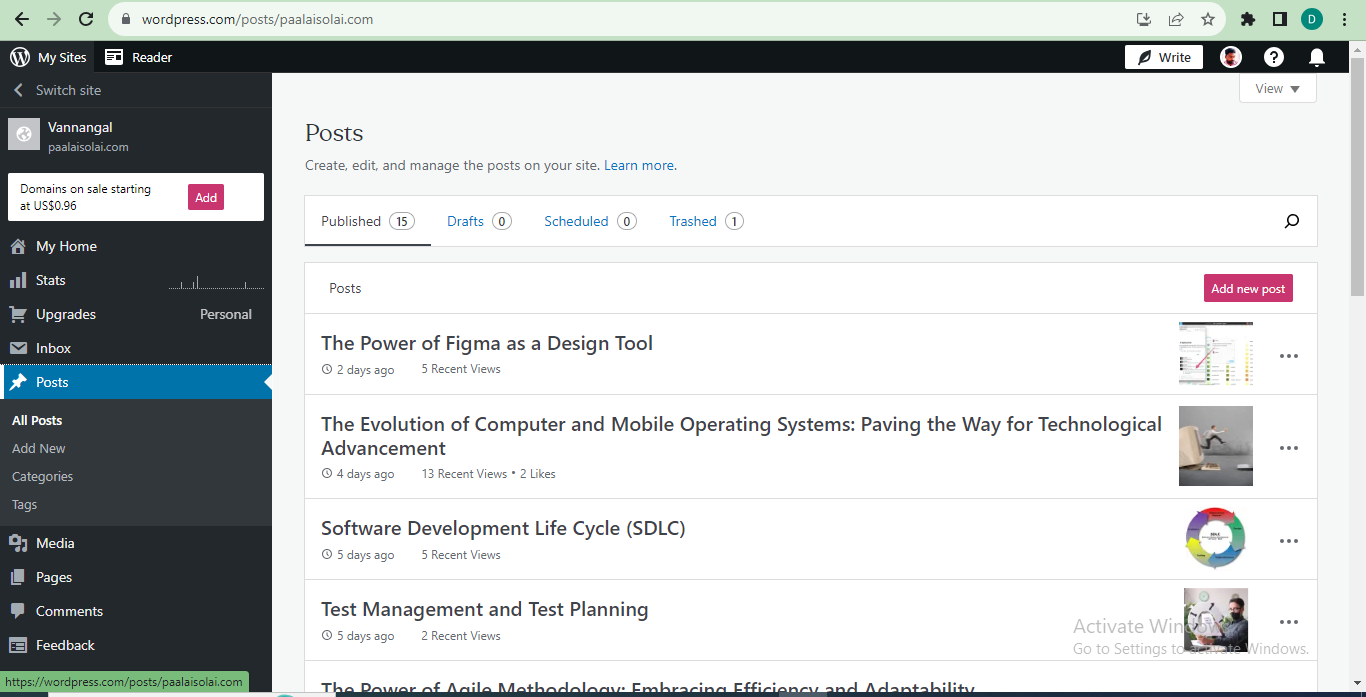 wordpress.com/posts/paalaisolai.com
D
My Sites
Reader
Write
Switch site
View
Vannangal
paalaisolai.com
Posts
Create, edit, and manage the posts on your site. Learn more.
Domains on sale starting
at US$0.96
Add
Published 15
Drafts 0
Scheduled 0
Trashed 1
My Home
Stats
Upgrades
Personal
Inbox
Posts
All Posts
Add New
Categories
Tags
Media
Pages
Comments
Feedback
Posts
Add new post
The Power of Figma as a Design Tool
2 days ago
5 Recent Views
The Evolution of Computer and Mobile Operating Systems: Paving the Way for Technological
Advancement
4 days ago
13 Recent Views • 2 Likes
Software Development Life Cycle (SDLC)
5 days ago
5 Recent Views
Test Management and Test Planning
5 days ago
2 Recent Views
The Power of Agile Methodology: Embracing Efficiency and Adaptability
Activate Windows
Go to Settings to activate Windows.
https://wordpress.com/posts/paalaisolai.com